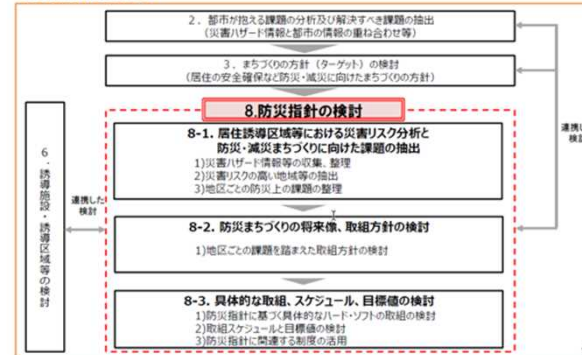 2．都市が抱える課題の分析及び解決すべき課題の抽出
（災害ハザード情報と都市の情報の重ね合わせ等）
3．まちづくりの方針（ターゲット）の検討
（居住の安全確保など防災・減災に向けたまちづくりの方針）
8.防災指針の検討
8-1. 居住誘導区域等における災害リスク分析と
防災・減災まちづくりに向けた課題の抽出
1)災害ハザード情報等の収集、整理
2)災害リスクの高い地域等の抽出
3)地区ごとの防災上の課題の整理
8-2. 防災まちづくりの将来像、取組方針の検討
1)地区ごとの課題を踏まえた取組方針の検討
8-3. 具体的な取組、スケジュール、目標値の検討
1)防災指針に基づく具体的なハード・ソフトの取組の検討
2)取組スケジュールと目標値の検討
3)防災指針に関連する制度の活用
6．誘導施設・誘導区域等の検討
連携した
検討
連携し
検討